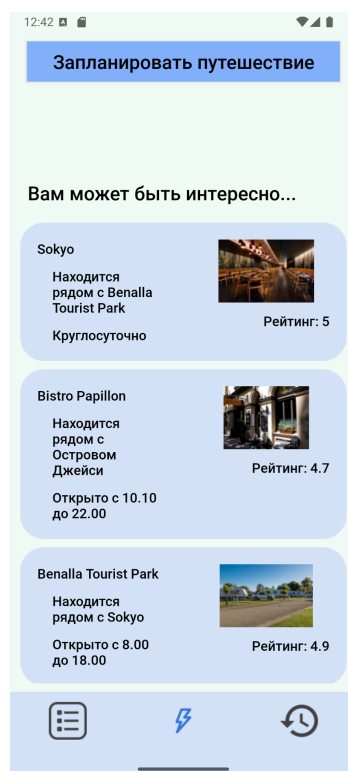 12:42
Запланировать путешествие
Вам может быть интересно...
Sokyo
Находится
рядом с Benalla
Tourist Park
Круглосуточно
Рейтинг: 5
Bistro Papillon
Находится
рядом с
Островом
Джейси
Открыто с 10.10
до 22.00
Рейтинг: 4.7
Benalla Tourist Park
Находится
рядом с Sokyo
Открыто с 8.00
до 18.00
Рейтинг: 4.9